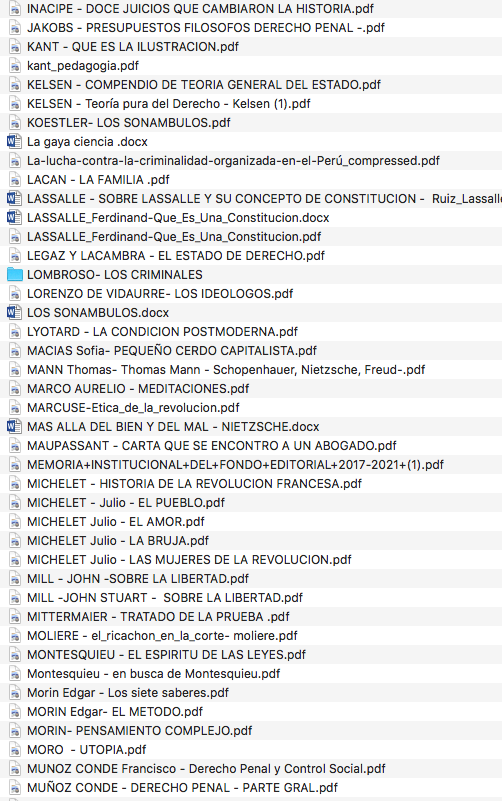 INACIPE - DOCE JUICIOS QUE CAMBIARON LA HISTORIA.pdf
JAKOBS - PRESUPUESTOS FILOSOFOS DERECHO PENAL -.pdf
KANT - QUE ES LA ILUSTRACION.pdf
kant_pedagogia.pdf
KELSEN - COMPENDIO DE TEORIA GENERAL DEL ESTADO.pdf
KELSEN - Teoría pura del Derecho - Kelsen (1).pdf
KOESTLER- LOS SONAMBULOS.pdf
La gaya ciencia .docx
La-lucha-contra-la-criminalidad-organizada-en-el-Perú_compressed.pdf
LACAN - LA FAMILIA .pdf
LASSALLE - SOBRE LASSALLE Y SU CONCEPTO DE CONSTITUCION - Ruiz_Lassalle
LASSALLE_Ferdinand-Que_Es_Una_Constitucion.docx
LASSALLE_Ferdinand-Que_Es_Una_Constitucion.pdf
LEGAZ Y LACAMBRA - EL ESTADO DE DERECHO.pdf
LOMBROSO- LOS CRIMINALES
LORENZO DE VIDAURRE- LOS IDEOLOGOS.pdf
LOS SONAMBULOS.docx
LYOTARD - LA CONDICION POSTMODERNA.pdf
MACIAS Sofia- PEQUEÑO CERDO CAPITALISTA.pdf
MANN Thomas- Thomas Mann - Schopenhauer, Nietzsche, Freud-.pdf
MARCO AURELIO - MEDITACIONES.pdf
MARCUSE-Etica_de_la_revolucion.pdf
MAS ALLA DEL BIEN Y DEL MAL - NIETZSCHE.docx
MAUPASSANT - CARTA QUE SE ENCONTRO A UN ABOGADO.pdf
MEMORIA+INSTITUCIONAL+DEL+FONDO+EDITORIAL+2017-2021+(1).pdf
MICHELET - HISTORIA DE LA REVOLUCION FRANCESA.pdf
MICHELET - Julio - EL PUEBLO.pdf
MICHELET Julio - EL AMOR.pdf
MICHELET Julio - LA BRUJA.pdf
MICHELET Julio - LAS MUJERES DE LA REVOLUCION.pdf
MILL - JOHN -SOBRE LA LIBERTAD.pdf
MILL -JOHN STUART - SOBRE LA LIBERTAD.pdf
MITTERMAIER - TRATADO DE LA PRUEBA .pdf
MOLIERE - el_ricachon_en_la_corte- moliere.pdf
MONTESQUIEU - EL ESPIRITU DE LAS LEYES.pdf
Montesquieu - en busca de Montesquieu.pdf
Morin Edgar - Los siete saberes.pdf
MORIN Edgar- EL METODO.pdf
MORIN- PENSAMIENTO COMPLEJO.pdf
MORO - UTOPIA.pdf
MUNOZ CONDE Francisco - Derecho Penal y Control Social.pdf
MUÑOZ CONDE - DERECHO PENAL - PARTE GRAL.pdf